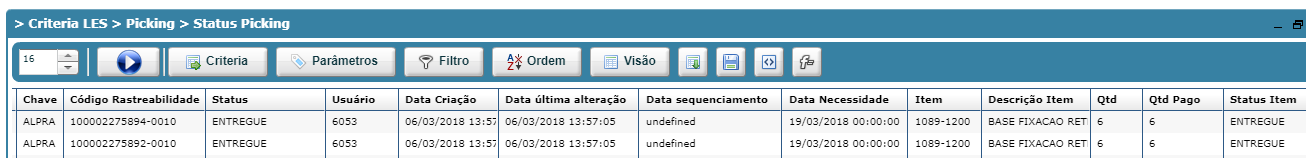 > Criteria LES > Picking > Status Picking
16 Criteria Parâmetros Filtro Ordem Visão
Chave Código Rastreabilidade Status Usuário Data Criação Data última alteração Data sequenciamento Data Necessidade Item Descrição Item Qtd Qtd Pago Status Item
ALPRA 100002275894-0010 ENTREGUE 6053 06/03/2018 13:57 06/03/2018 13:57:05 undefined 19/03/2018 00:00:00 1089-1200 BASE FIXACAO RET 6 6 ENTREGUE
ALPRA 100002275892-0010 ENTREGUE 6053 06/03/2018 13:57 06/03/2018 13:57:05 undefined 19/03/2018 00:00:00 1089-1200 BASE FIXACAO RET 6 6 ENTREGUE